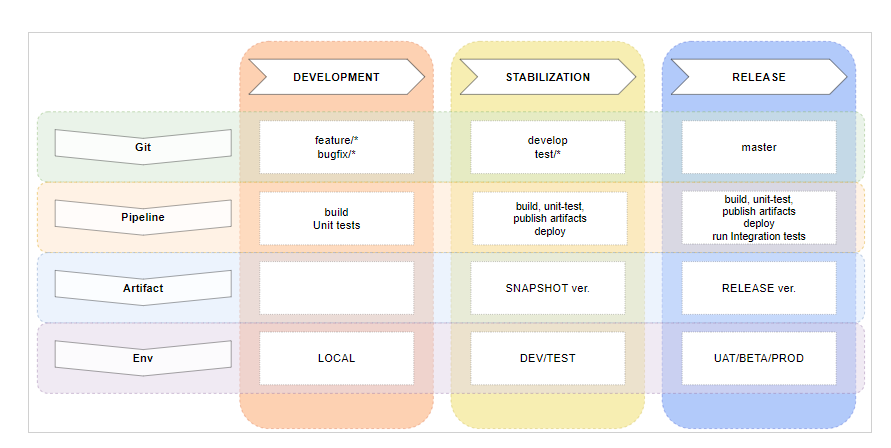 DEVELOPMENT
STABILIZATION
RELEASE
Git
feature/*
bugfix/*
develop
test/*
master
Pipeline
build
Unit tests
build, unit-test,
publish artifacts
deploy
build, unit-test,
publish artifacts
deploy
run Integration tests
Artifact
SNAPSHOT ver.
RELEASE ver.
Env
LOCAL
DEV/TEST
UAT/BETA/PROD